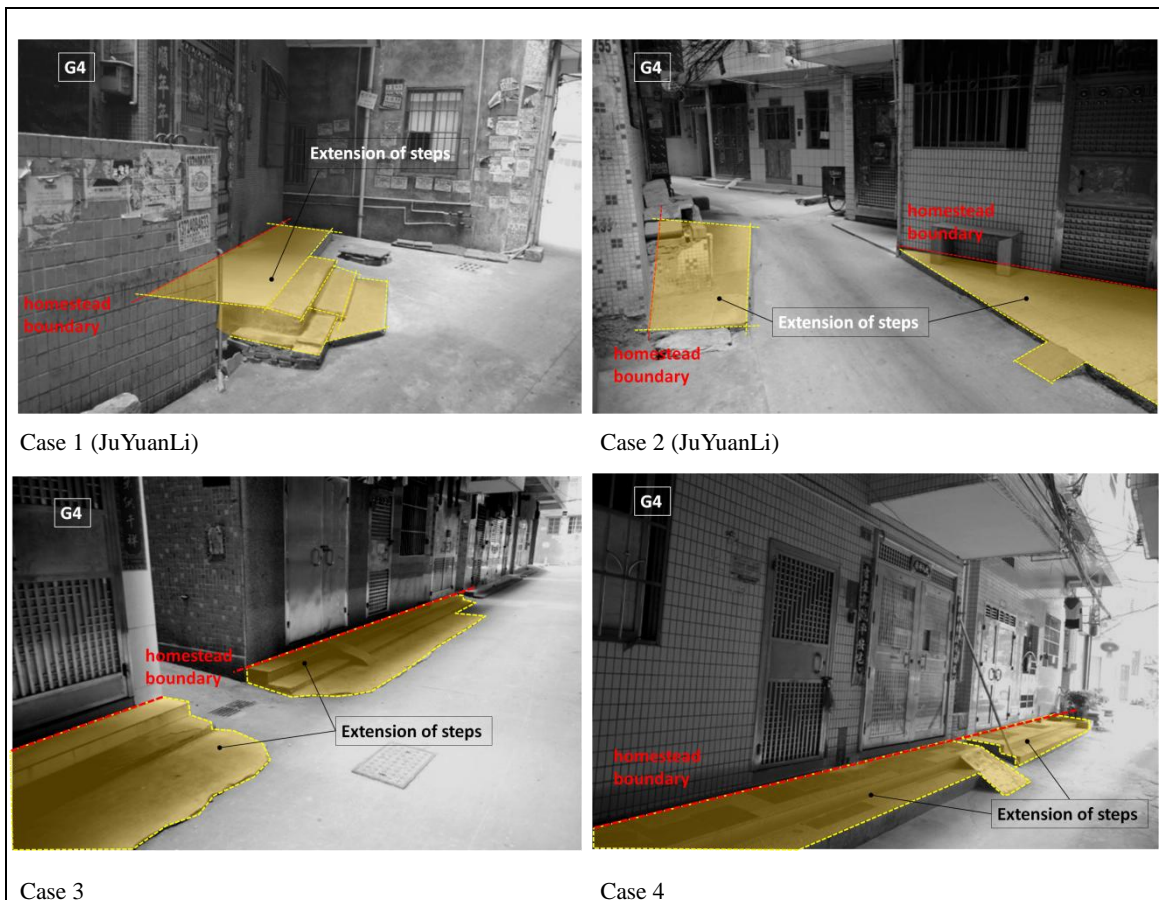 G4
Extension of steps
homestead
boundary
G4
homestead
boundary
Extension of steps
homestead
boundary
Case 1 (JuYuanLi)
Case 2 (JuYuanLi)
G4
homestead
boundary
Extension of steps
G4
homestead
boundary
Extension of steps
Case 3
Case 4